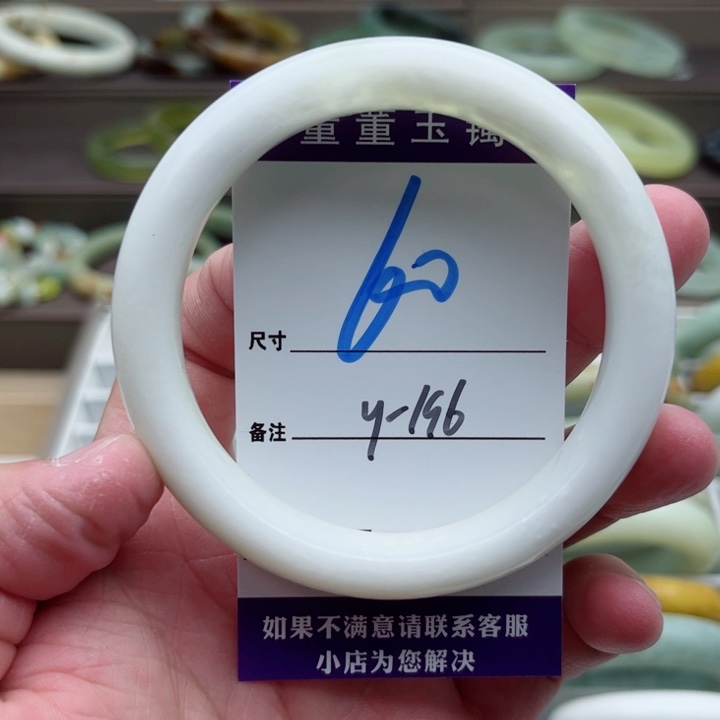 童董玉镯
60
尺寸
y-196
备注
如果不满意请联系客服
小店为您解决